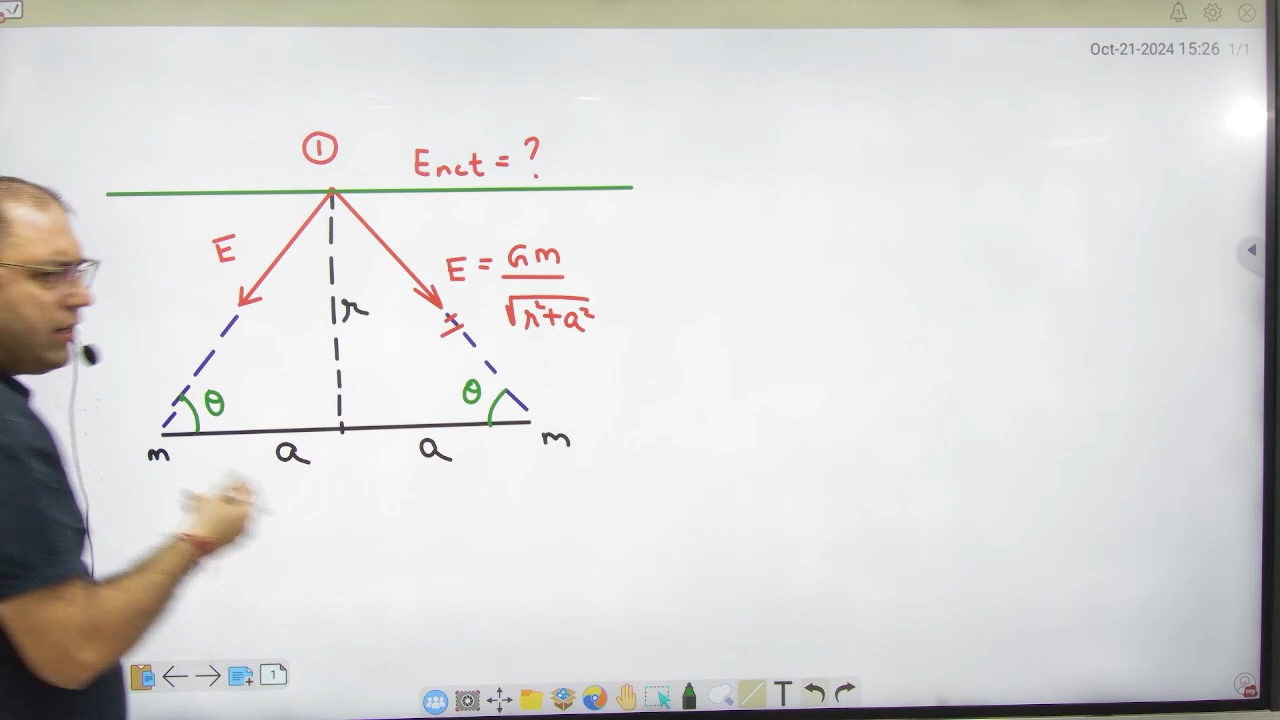 Oct-21-2024 15:26 1/1
①
Enet = ?
E
E = Gm
√r²+a²
r
θ
θ
m
a
a
m
1
T